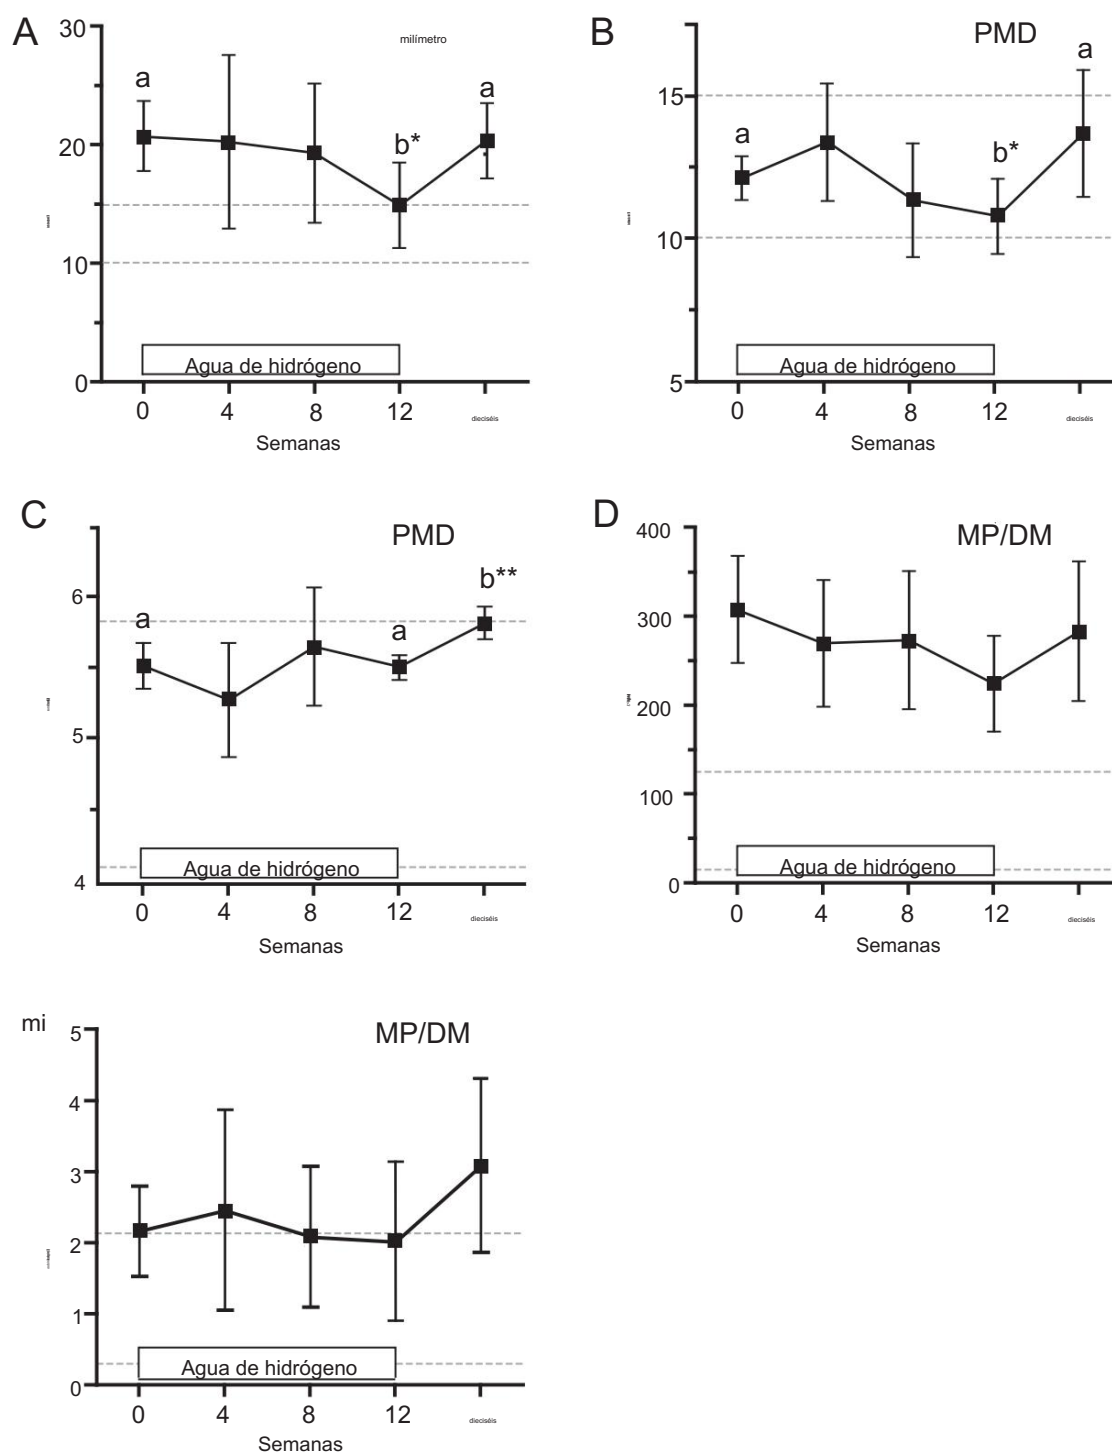 A
milímetro
30
20
10
0
a
b*
a
Agua de hidrógeno
0 4 8 12 dieciséis
Semanas
B
PMD
15
10
5
a
b*
a
Agua de hidrógeno
0 4 8 12 dieciséis
Semanas
C
PMD
6
5
4
a
a
b**
Agua de hidrógeno
0 4 8 12 dieciséis
Semanas
D
MP/DM
400
300
200
100
0
Agua de hidrógeno
0 4 8 12 dieciséis
Semanas
mi
MP/DM
5
4
3
2
1
0
Agua de hidrógeno
0 4 8 12 dieciséis
Semanas